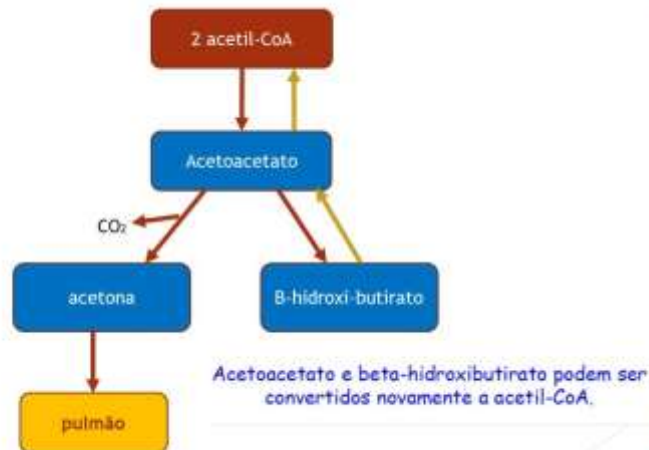 2 acetil-CoA
Acetoacetato
CO₂
acetona
B-hidroxi-butirato
Acetoacetato e beta-hidroxibutirato podem ser
convertidos novamente a acetil-CoA.
pulmão